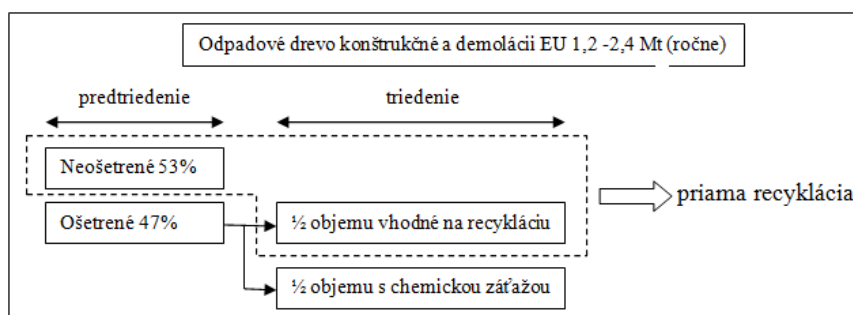 Odpadové drevo konštrukčné a demolácií EU 1,2 -2,4 Mt (ročne)
predtriedenie
triedenie
Neošetrené 53%
Ošetrené 47%
½ objemu vhodné na recykláciu
½ objemu s chemickou záťažou
priama recyklácia